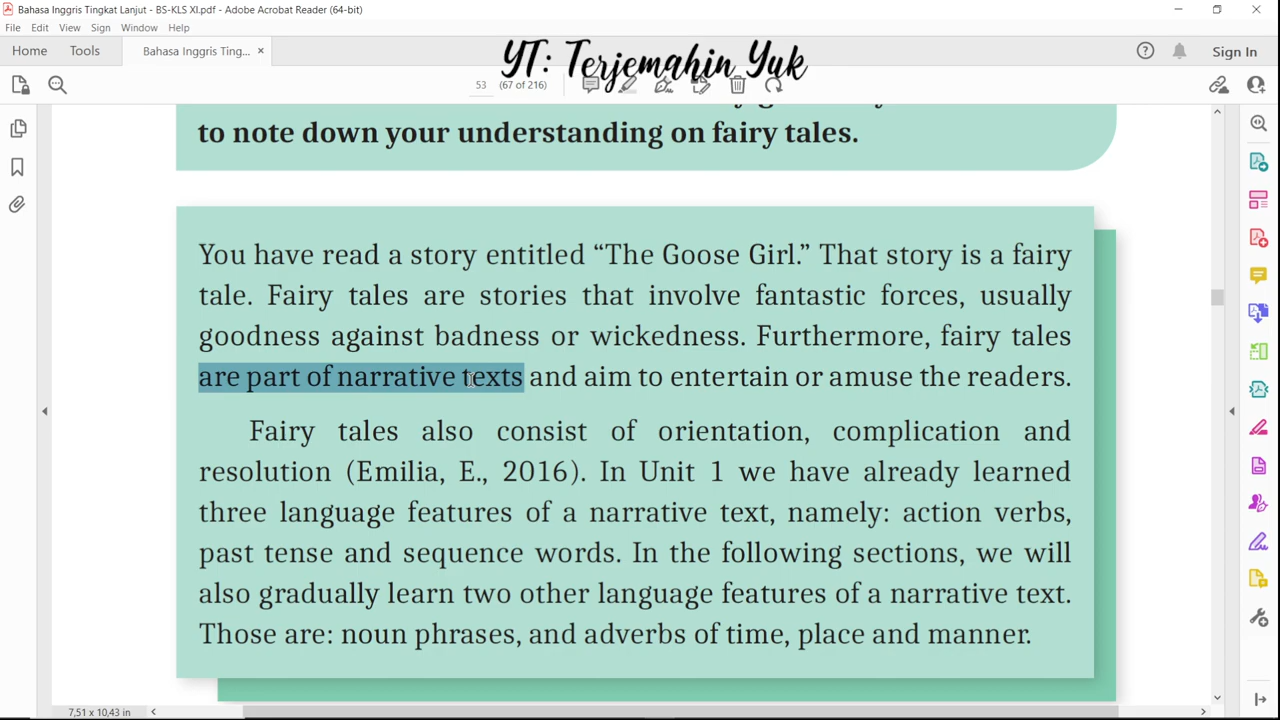 Bahasa Inggris Tingkat Lanjut - BS-KLS XI.pdf - Adobe Acrobat Reader (64-bit)
File Edit View Sign Window Help
Home Tools Bahasa Inggris Ting... × Sign In
YT: Terjemahin Yuk
53 (67 of 216)
to note down your understanding on fairy tales.
You have read a story entitled “The Goose Girl.” That story is a fairy
tale. Fairy tales are stories that involve fantastic forces, usually
goodness against badness or wickedness. Furthermore, fairy tales
are part of narrative texts and aim to entertain or amuse the readers.
Fairy tales also consist of orientation, complication and
resolution (Emilia, E., 2016). In Unit 1 we have already learned
three language features of a narrative text, namely: action verbs,
past tense and sequence words. In the following sections, we will
also gradually learn two other language features of a narrative text.
Those are: noun phrases, and adverbs of time, place and manner.
7,51 x 10,43 in